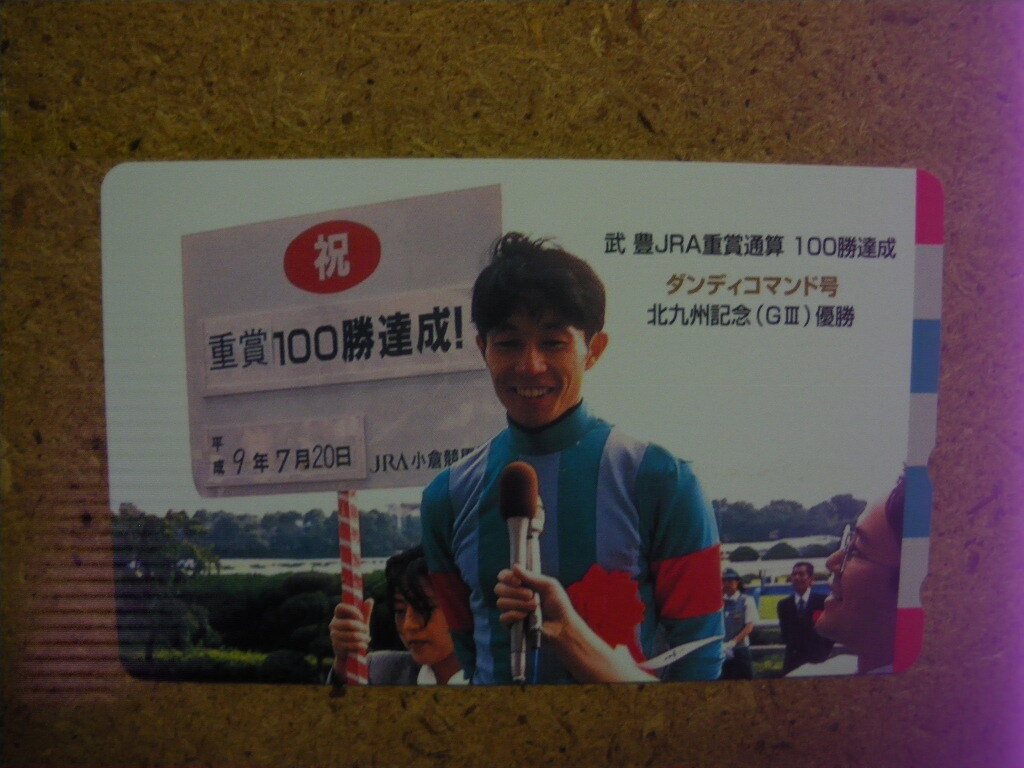 祝
重賞100勝達成!
平成9年7月20日
JRA小倉競
武 豊JRA重賞通算 100勝達成
ダンディコマンド号
北九州記念(GⅢ)優勝